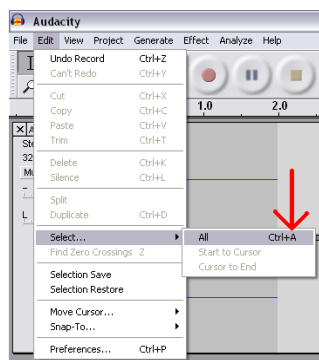 Audacity
File Edit View Project Generate Effect Analyze Help
Undo Record Ctrl+Z
Can't Redo Ctrl+Y
1.0 2.0
Cut Ctrl+X
Copy Ctrl+C
Paste Ctrl+V
Trim Ctrl+T
Delete Ctrl+K
Silence Ctrl+L
Split
Duplicate Ctrl+D
L
Select...
All Ctrl+A
Find Zero Crossings Z
Start to Cursor
Cursor to End
Selection Save
Selection Restore
Move Cursor...
Snap-To...
Preferences... Ctrl+P